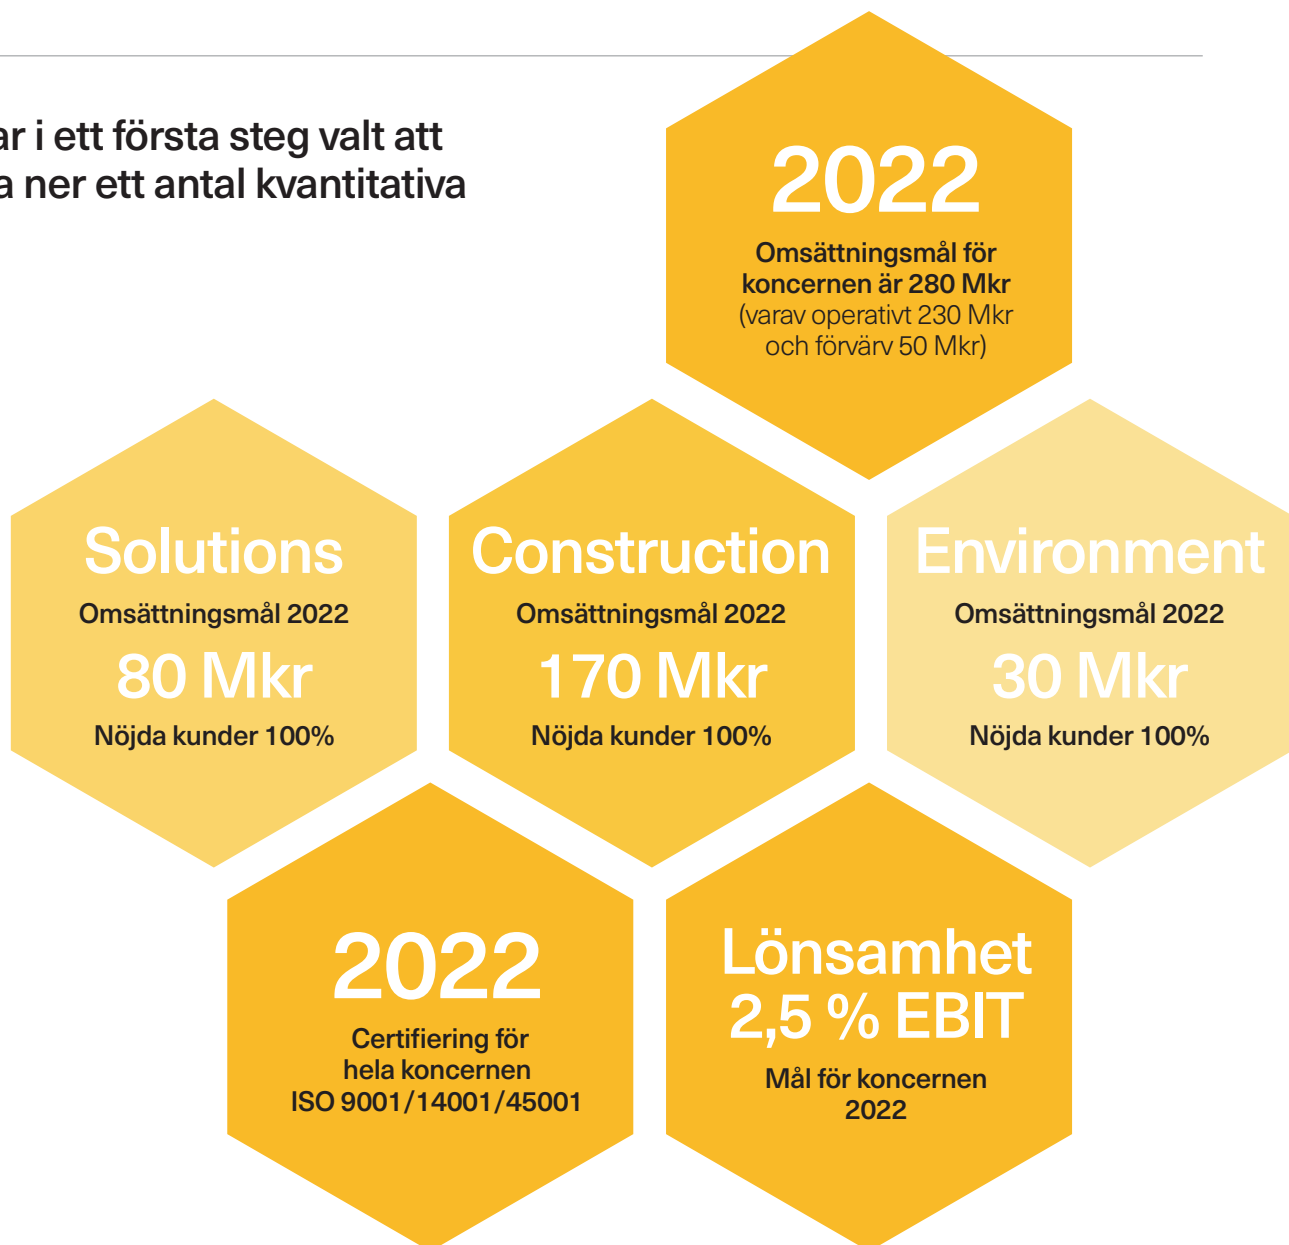 ar i ett första steg valt att
a ner ett antal kvantitativa
2022
Omsättningsmål för
koncernen är 280 Mkr
(varav operativt 230 Mkr
och förvärv 50 Mkr)
Solutions
Omsättningsmål 2022
80 Mkr
Nöjda kunder 100%
Construction
Omsättningsmål 2022
170 Mkr
Nöjda kunder 100%
Environment
Omsättningsmål 2022
30 Mkr
Nöjda kunder 100%
2022
Certifiering för
hela koncernen
ISO 9001/14001/45001
Lönsamhet
2,5 % EBIT
Mål för koncernen
2022